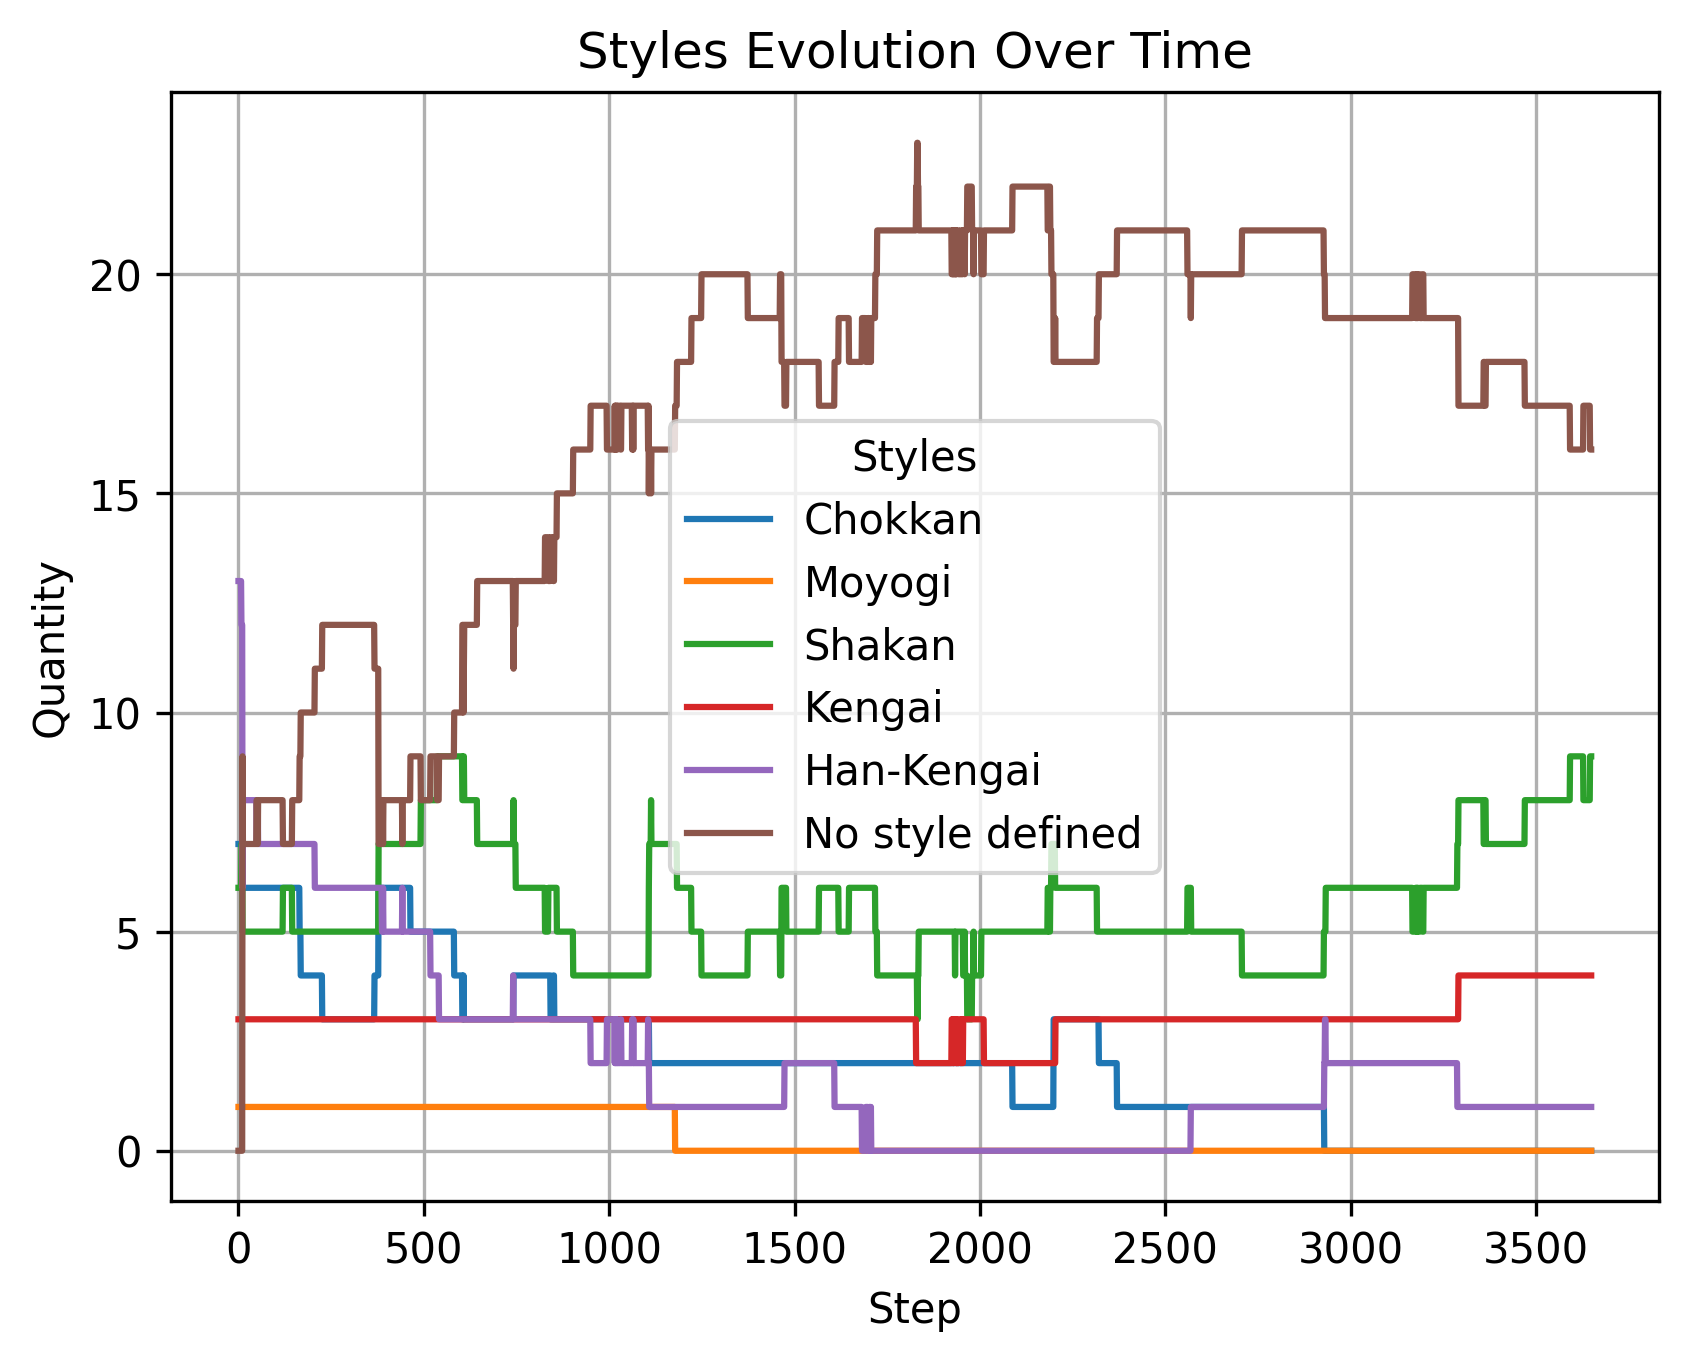 Styles Evolution Over Time
Quantity
20
15
10
5
0
Styles
Chokkan
Moyogi
Shakan
Kengai
Han-Kengai
No style defined
0 500 1000 1500 2000 2500 3000 3500
Step